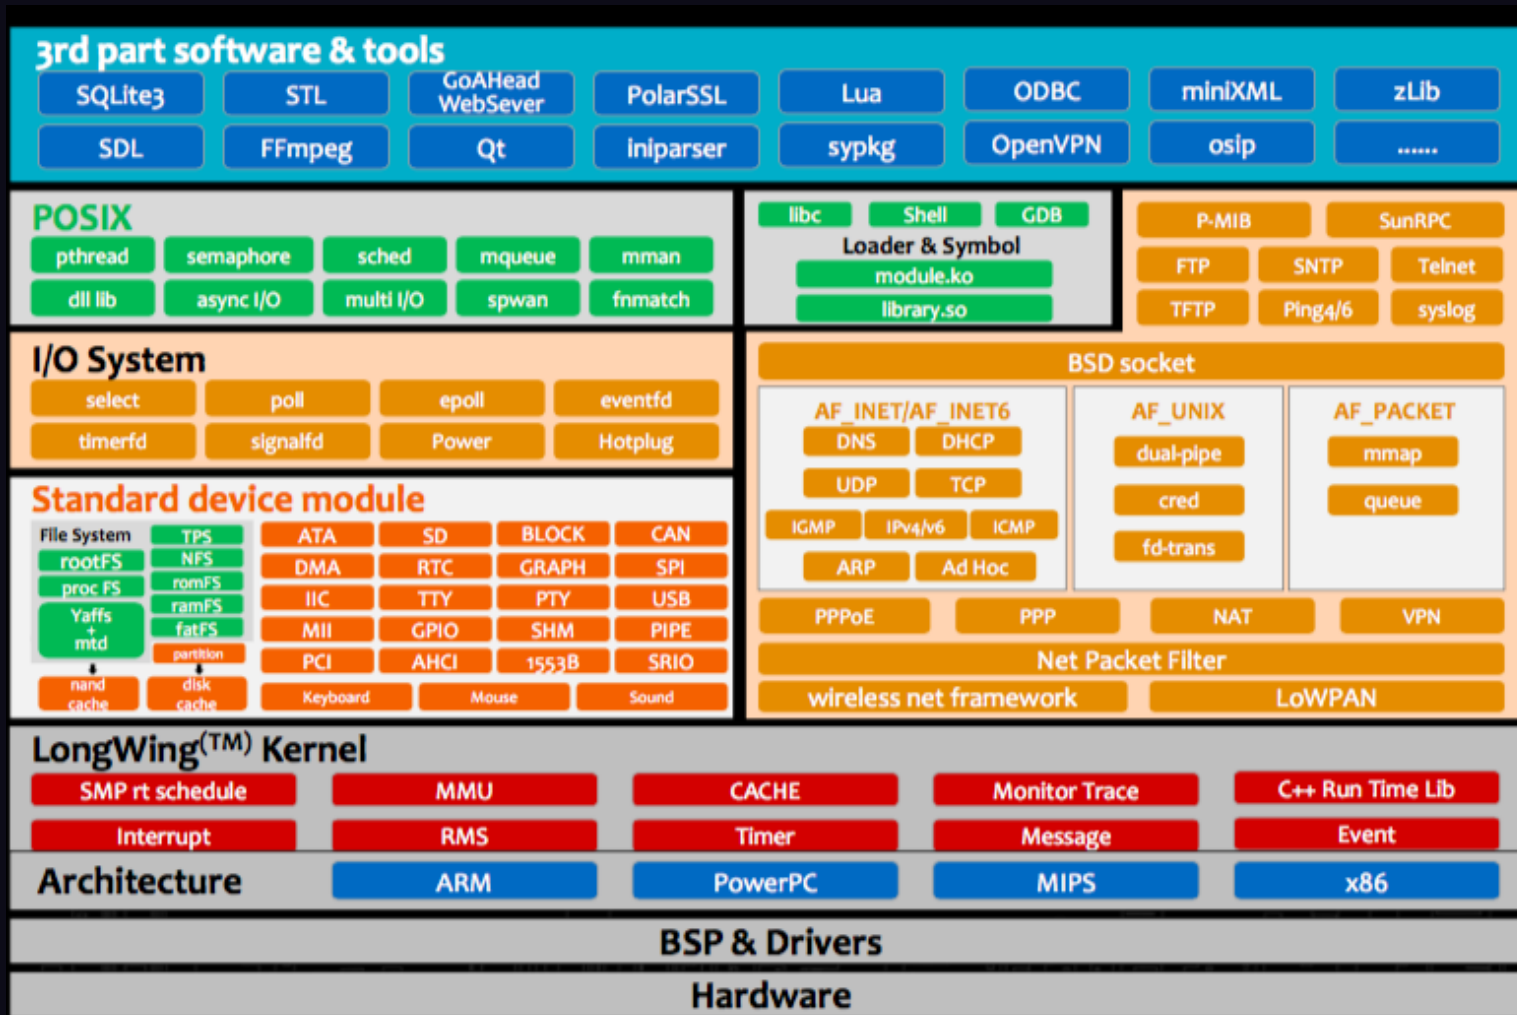 3rd part software & tools
SQLite3
STL
GoAHead
WebSever
PolarSSL
Lua
ODBC
miniXML
zLib
SDL
FFmpeg
Qt
iniparser
sypkg
OpenVPN
osip
......
POSIX
pthread
semaphore
sched
mqueue
mman
dll lib
async I/O
multi I/O
spwan
fnmatch
libc
Shell
GDB
Loader & Symbol
module.ko
library.so
P-MIB
SunRPC
FTP
SNTP
Telnet
TFTP
Ping4/6
syslog
I/O System
select
poll
epoll
eventfd
timerfd
signalfd
Power
Hotplug
BSD socket
AF_INET/AF_INET6
DNS
DHCP
UDP
TCP
IGMP
IPv4/v6
ICMP
ARP
Ad Hoc
AF_UNIX
dual-pipe
cred
fd-trans
AF_PACKET
mmap
queue
PPPoE
PPP
NAT
VPN
Net Packet Filter
wireless net framework
LoWPAN
Standard device module
File System
rootFS
proc FS
Yaffs
+
mtd
TPS
NFS
romFS
ramFS
fatFS
partition
nand
cache
disk
cache
ATA
SD
BLOCK
CAN
DMA
RTC
GRAPH
SPI
IIC
TTY
PTY
USB
MII
GPIO
SHM
PIPE
PCI
AHCI
1553B
SRIO
Keyboard
Mouse
Sound
LongWing(TM) Kernel
SMP rt schedule
MMU
CACHE
Monitor Trace
C++ Run Time Lib
Interrupt
RMS
Timer
Message
Event
Architecture
ARM
PowerPC
MIPS
x86
BSP & Drivers
Hardware